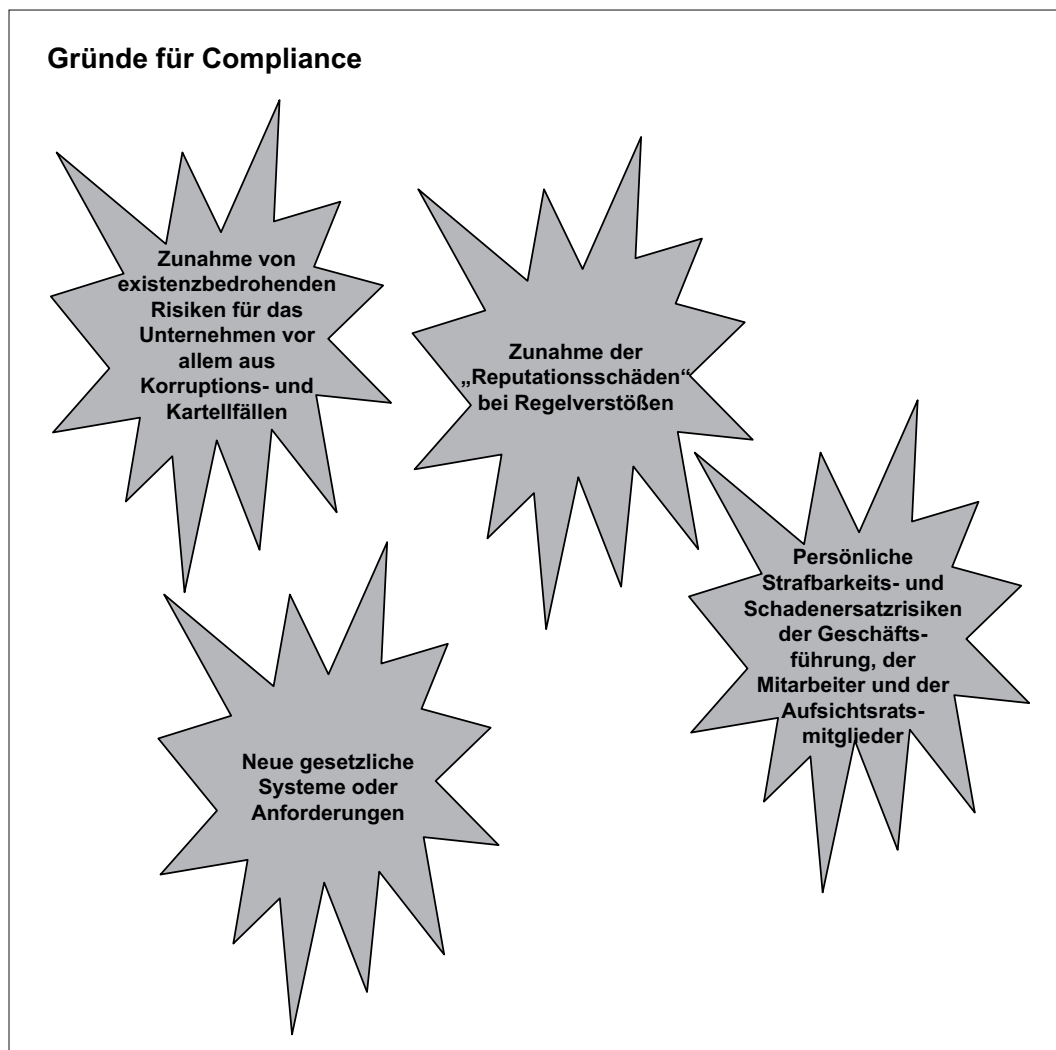 Gründe für Compliance
Zunahme von
existenzbedrohenden
Risiken für das
Unternehmen vor
allem aus
Korruptions- und
Kartellfällen
Zunahme der
„Reputationsschäden“
bei Regelverstößen
Persönliche
Strafbarkeits- und
Schadenersatzrisiken
der Geschäfts-
führung, der
Mitarbeiter und der
Aufsichtsrats-
mitglieder
Neue gesetzliche
Systeme oder
Anforderungen